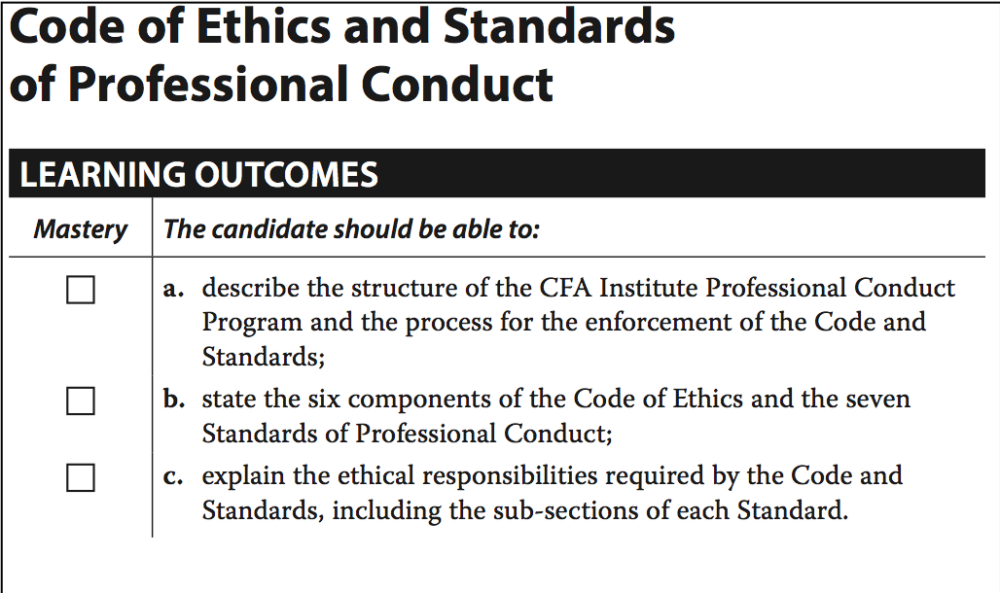 Code of Ethics and Standards
of Professional Conduct
LEARNING OUTCOMES
Mastery The candidate should be able to:
a. describe the structure of the CFA Institute Professional Conduct
Program and the process for the enforcement of the Code and
Standards;
b. state the six components of the Code of Ethics and the seven
Standards of Professional Conduct;
c. explain the ethical responsibilities required by the Code and
Standards, including the sub-sections of each Standard.